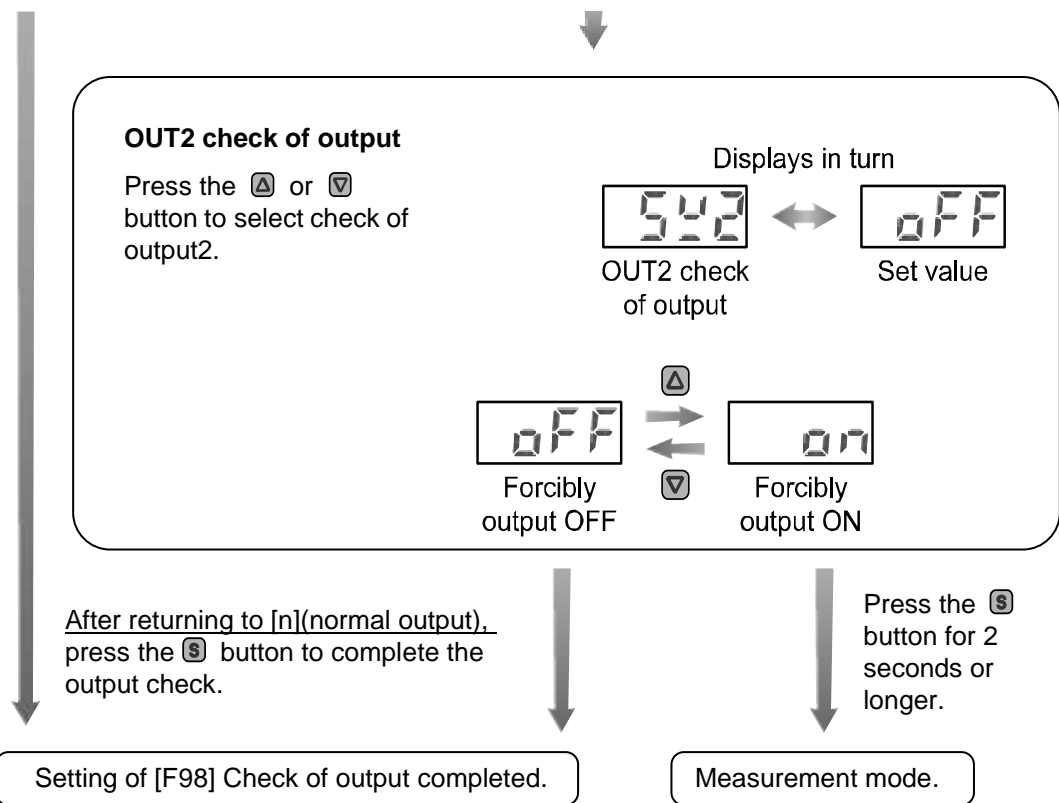 OUT2 check of output
Press the △ or ▽
button to select check of
output2.
Displays in turn
SW2
oFF
OUT2 check
of output
Set value
△
oFF
on
▽
Forcibly
output OFF
Forcibly
output ON
After returning to [n](normal output),
press the S button to complete the
output check.
Press the S
button for 2
seconds or
longer.
Setting of [F98] Check of output completed.
Measurement mode.